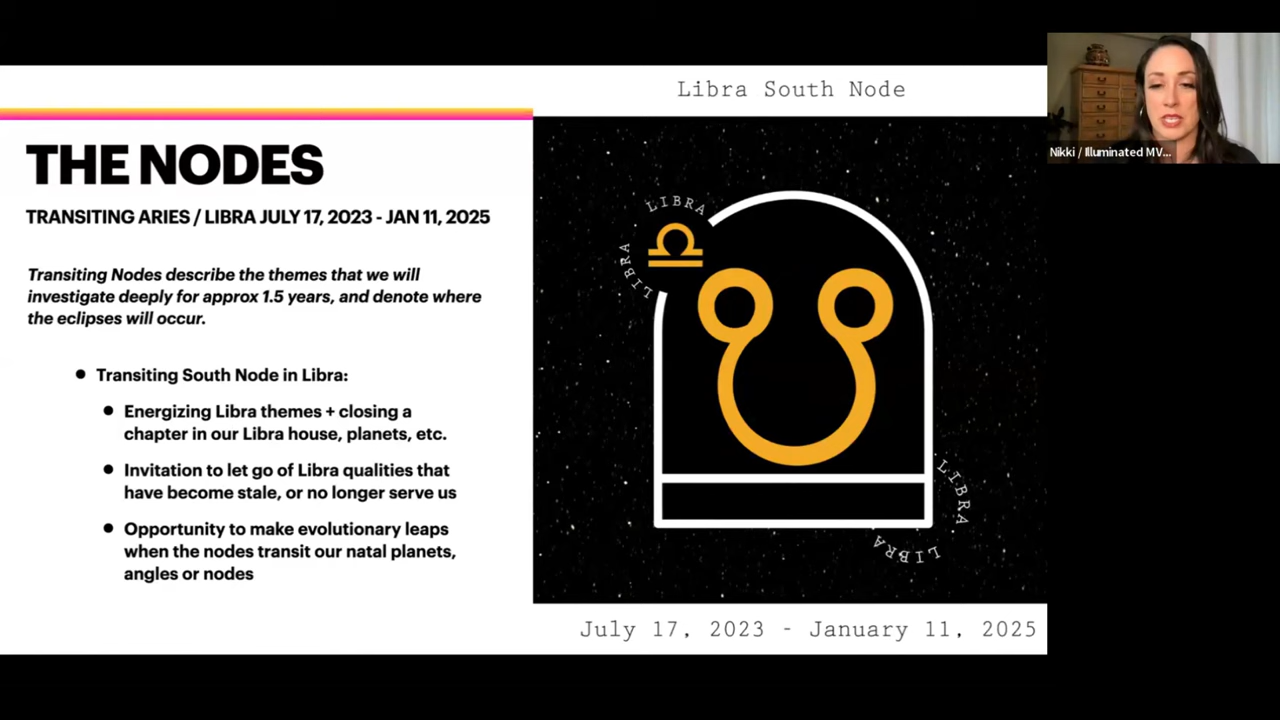 Libra South Node
THE NODES
TRANSITING ARIES / LIBRA JULY 17, 2023 - JAN 11, 2025
Transiting Nodes describe the themes that we will
investigate deeply for approx 1.5 years, and denote where
the eclipses will occur.
• Transiting South Node in Libra:
• Energizing Libra themes + closing a
chapter in our Libra house, planets, etc.
• Invitation to let go of Libra qualities that
have become stale, or no longer serve us
• Opportunity to make evolutionary leaps
when the nodes transit our natal planets,
angles or nodes
· LIBRA · LIBRA
LIBRA · LIBRA
July 17, 2023 - January 11, 2025
Nikki / Illuminated MV...